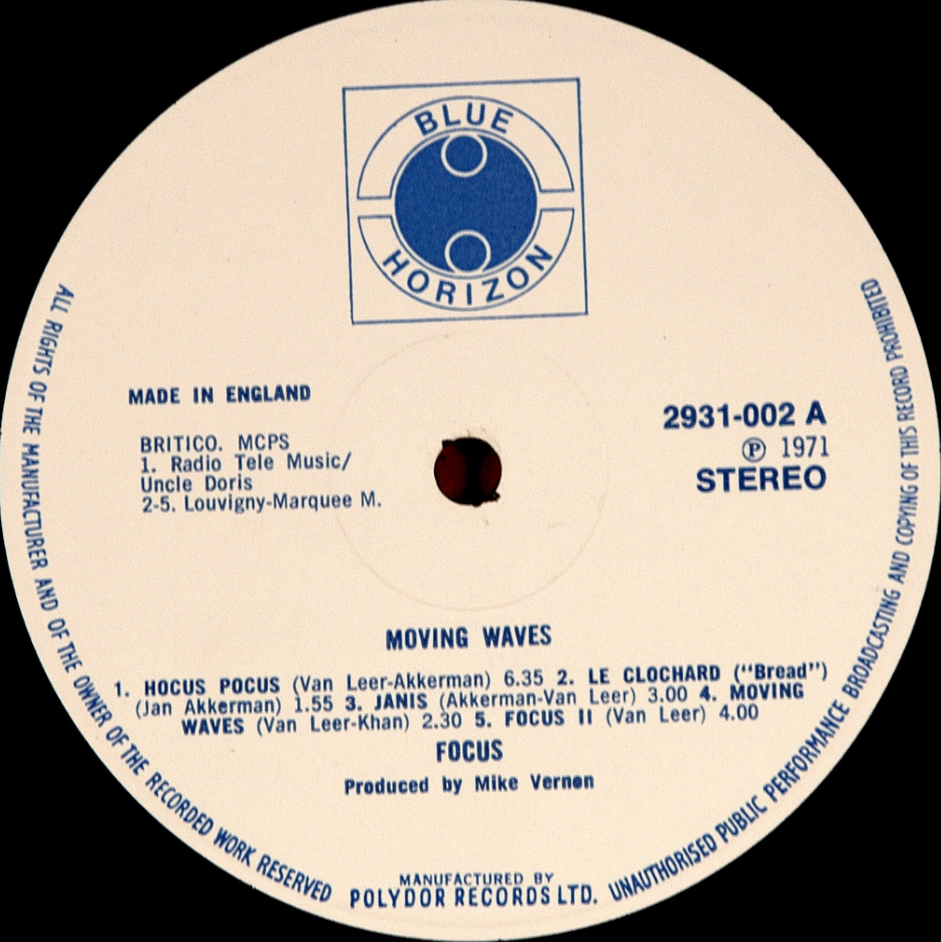 BLUE
HORIZON
MADE IN ENGLAND
BRITICO. MCPS
1. Radio Tele Music/
Uncle Doris
2-5. Louvigny-Marquee M.
2931-002 A
Ⓟ 1971
STEREO
MOVING WAVES
1. HOCUS POCUS (Van Leer-Akkerman) 6.35 2. LE CLOCHARD ("Bread")
(Jan Akkerman) 1.55 3. JANIS (Akkerman-Van Leer) 3.00 4. MOVING
WAVES (Van Leer-Khan) 2.30 5. FOCUS II (Van Leer) 4.00
FOCUS
Produced by Mike Vernon
MANUFACTURED BY
POLYDOR RECORDS LTD.
ALL RIGHTS OF THE MANUFACTURER AND OF THE OWNER OF THE RECORDED WORK RESERVED
UNAUTHORISED PUBLIC PERFORMANCE BROADCASTING AND COPYING OF THIS RECORD PROHIBITED